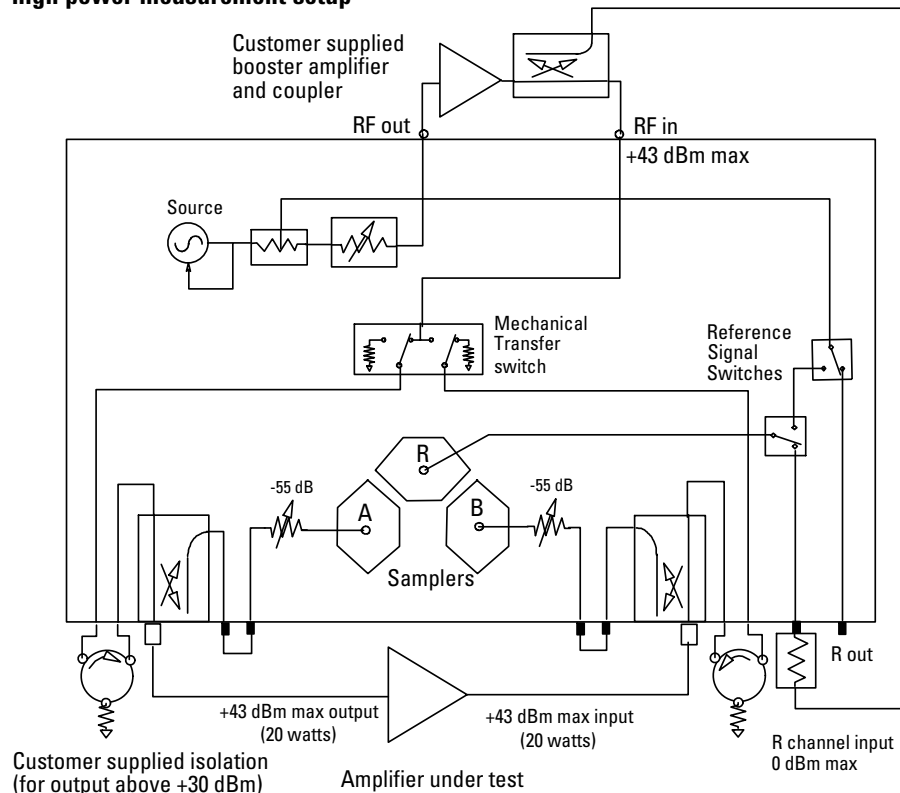 High power measurement setup
Customer supplied
booster amplifier
and coupler
RF out
RF in
+43 dBm max
Source
Mechanical
Transfer
switch
Reference
Signal
Switches
R
-55 dB
A
B
-55 dB
Samplers
R out
+43 dBm max output
(20 watts)
+43 dBm max input
(20 watts)
R channel input
0 dBm max
Customer supplied isolation
(for output above +30 dBm)
Amplifier under test